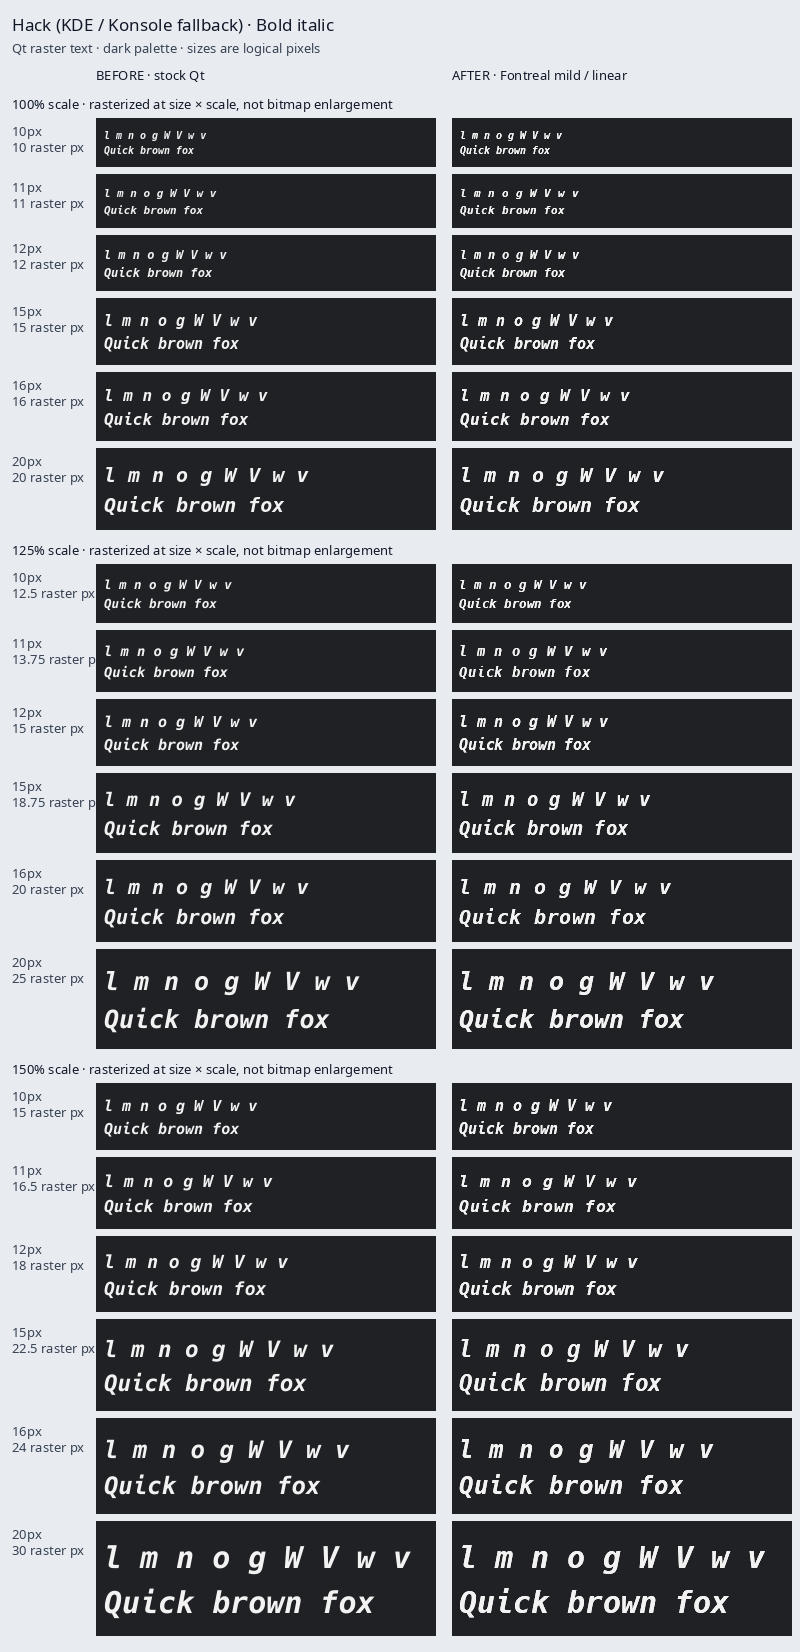 Hack (KDE / Konsole fallback) · Bold italic
Qt raster text · dark palette · sizes are logical pixels
BEFORE · stock Qt AFTER · Fontreal mild / linear
100% scale · rasterized at size × scale, not bitmap enlargement
10px l m n o g W V w v l m n o g W V w v
10 raster px Quick brown fox Quick brown fox
11px l m n o g W V w v l m n o g W V w v
11 raster px Quick brown fox Quick brown fox
12px l m n o g W V w v l m n o g W V w v
12 raster px Quick brown fox Quick brown fox
15px l m n o g W V w v l m n o g W V w v
15 raster px Quick brown fox Quick brown fox
16px l m n o g W V w v l m n o g W V w v
16 raster px Quick brown fox Quick brown fox
20px l m n o g W V w v l m n o g W V w v
20 raster px Quick brown fox Quick brown fox
125% scale · rasterized at size × scale, not bitmap enlargement
10px l m n o g W V w v l m n o g W V w v
12.5 raster px Quick brown fox Quick brown fox
11px l m n o g W V w v l m n o g W V w v
13.75 raster p Quick brown fox Quick brown fox
12px l m n o g W V w v l m n o g W V w v
15 raster px Quick brown fox Quick brown fox
15px l m n o g W V w v l m n o g W V w v
18.75 raster p Quick brown fox Quick brown fox
16px l m n o g W V w v l m n o g W V w v
20 raster px Quick brown fox Quick brown fox
20px l m n o g W V w v l m n o g W V w v
25 raster px Quick brown fox Quick brown fox
150% scale · rasterized at size × scale, not bitmap enlargement
10px l m n o g W V w v l m n o g W V w v
15 raster px Quick brown fox Quick brown fox
11px l m n o g W V w v l m n o g W V w v
16.5 raster px Quick brown fox Quick brown fox
12px l m n o g W V w v l m n o g W V w v
18 raster px Quick brown fox Quick brown fox
15px l m n o g W V w v l m n o g W V w v
22.5 raster px Quick brown fox Quick brown fox
16px l m n o g W V w v l m n o g W V w v
24 raster px Quick brown fox Quick brown fox
20px l m n o g W V w v l m n o g W V w v
30 raster px Quick brown fox Quick brown fox